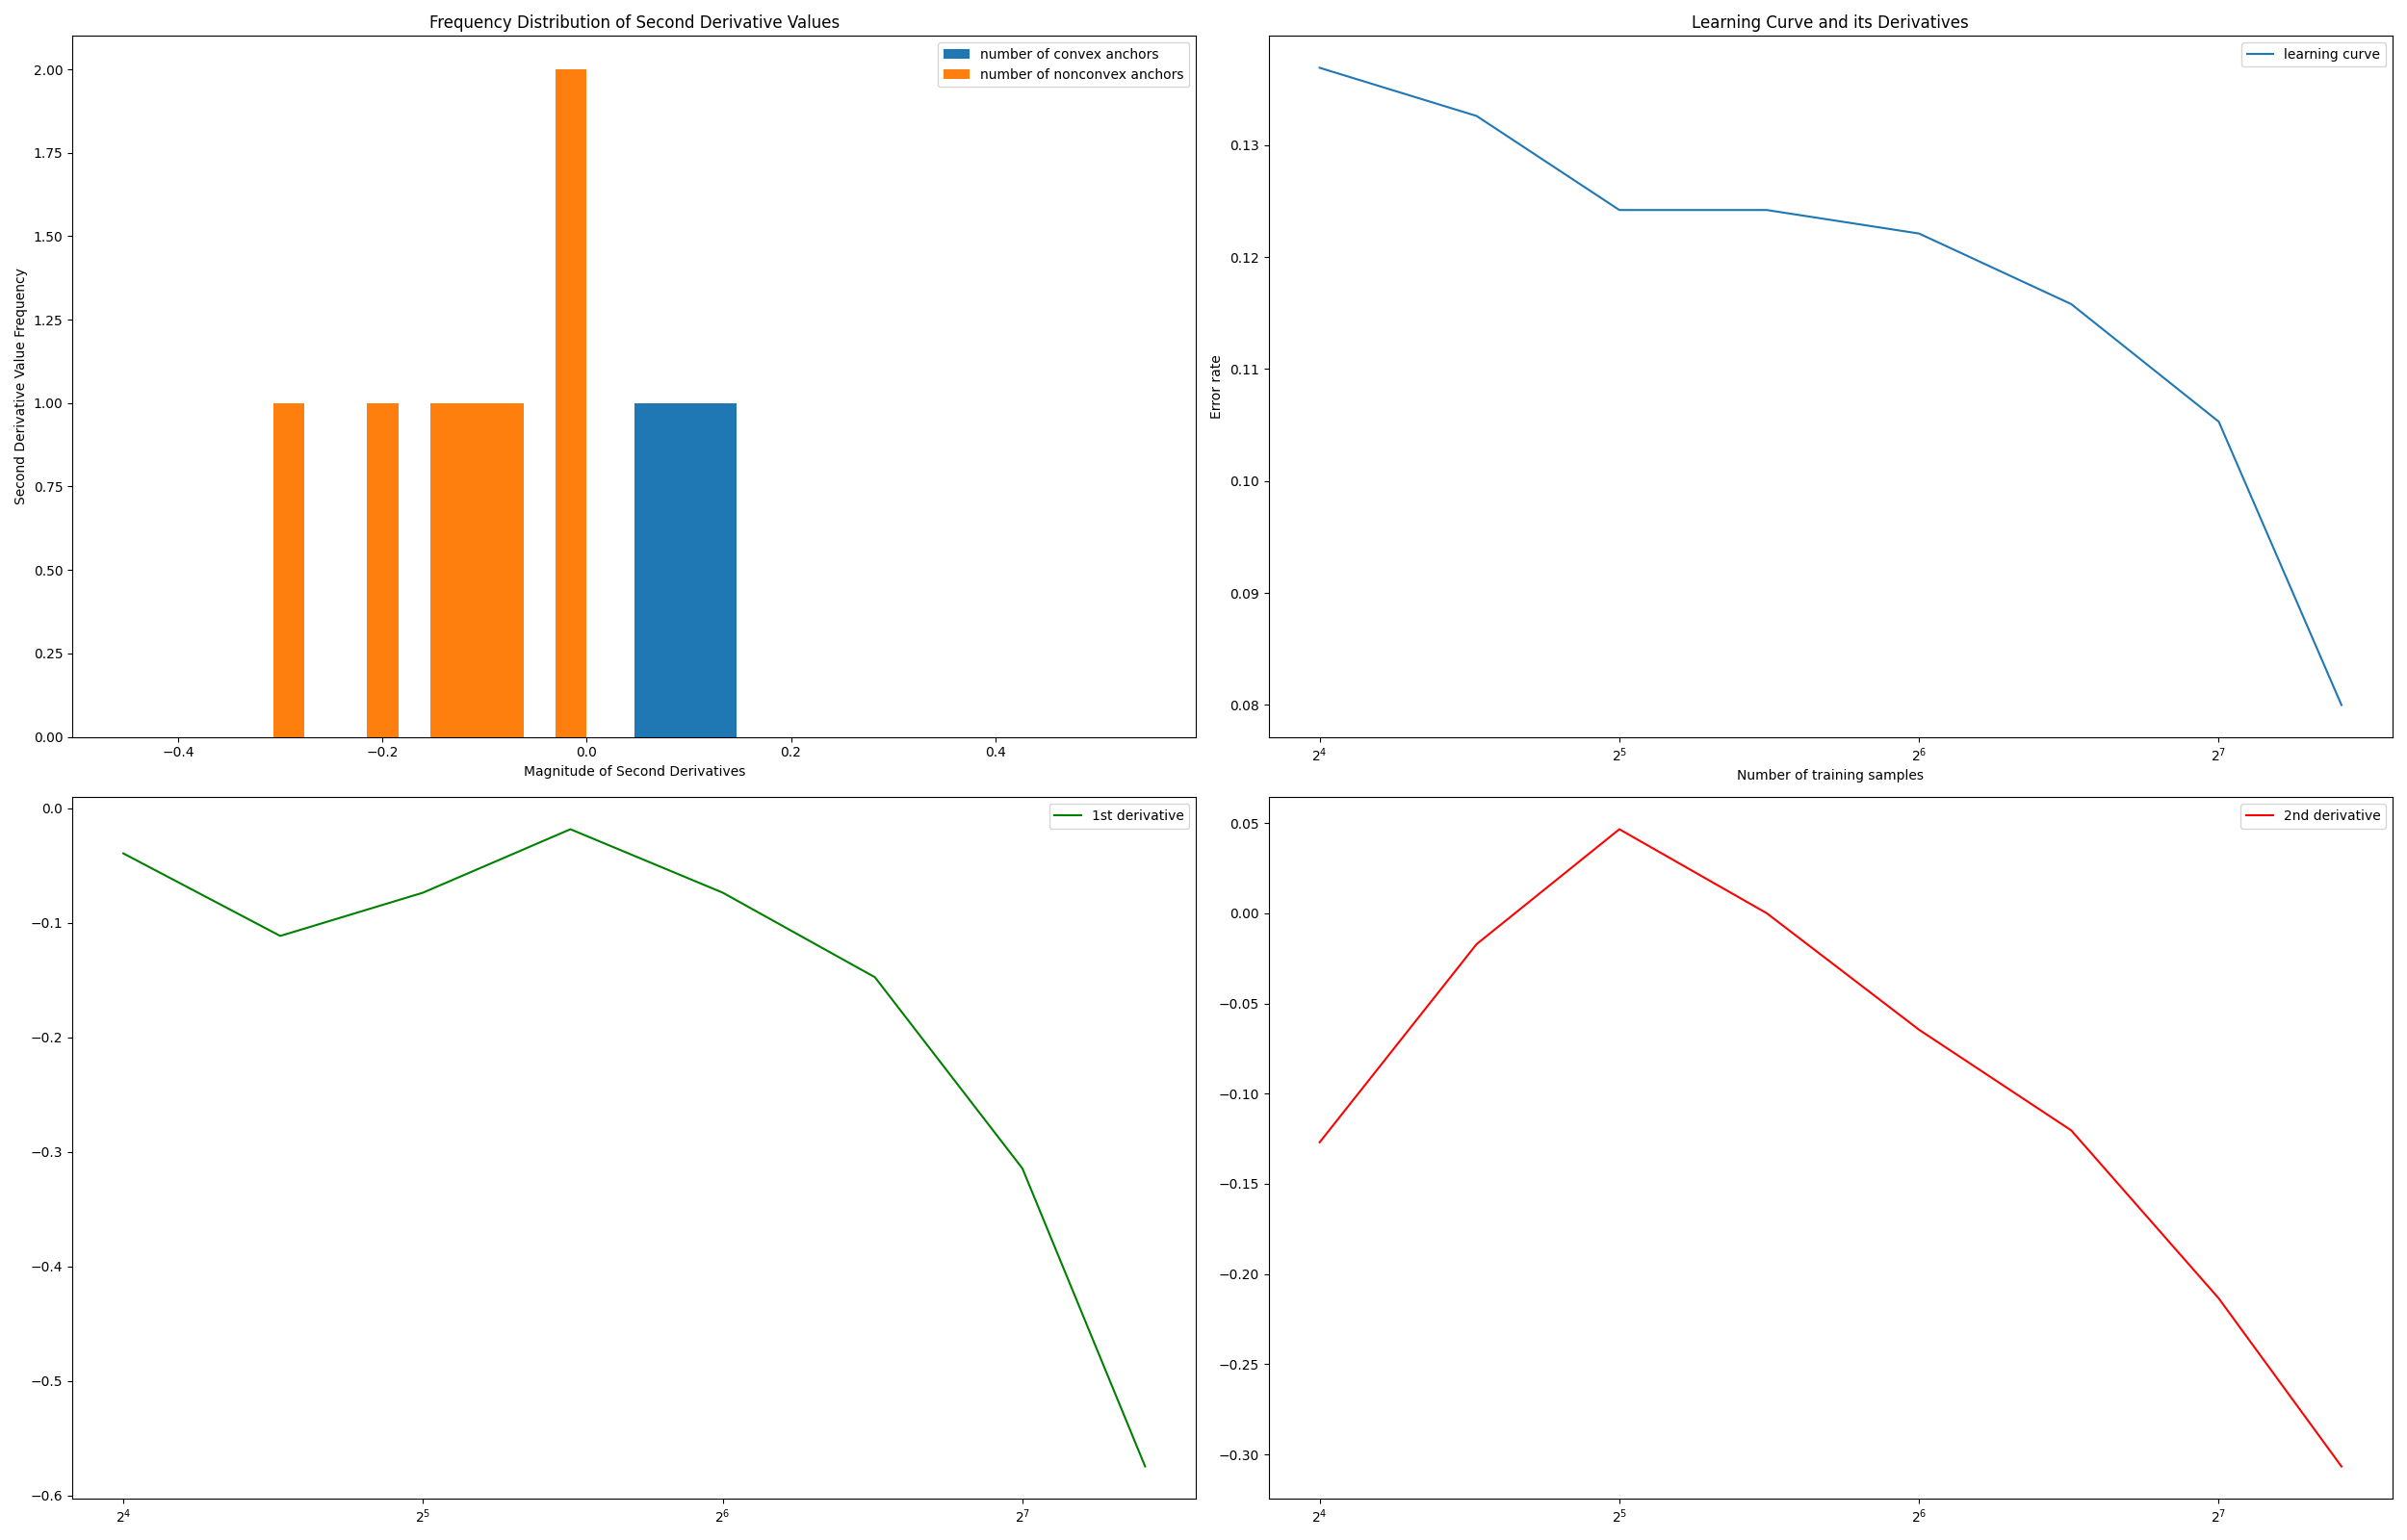 Frequency Distribution of Second Derivative Values
number of convex anchors
number of nonconvex anchors
2.00
1.75
1.50
1.25
1.00
0.75
0.50
0.25
0.00
Second Derivative Value Frequency
−0.4 −0.2 0.0 0.2 0.4
Magnitude of Second Derivatives
Learning Curve and its Derivatives
learning curve
0.13
0.12
0.11
0.10
0.09
0.08
Error rate
2⁴ 2⁵ 2⁶ 2⁷
Number of training samples
1st derivative
0.0
−0.1
−0.2
−0.3
−0.4
−0.5
−0.6
2⁴ 2⁵ 2⁶ 2⁷
2nd derivative
0.05
0.00
−0.05
−0.10
−0.15
−0.20
−0.25
−0.30
2⁴ 2⁵ 2⁶ 2⁷